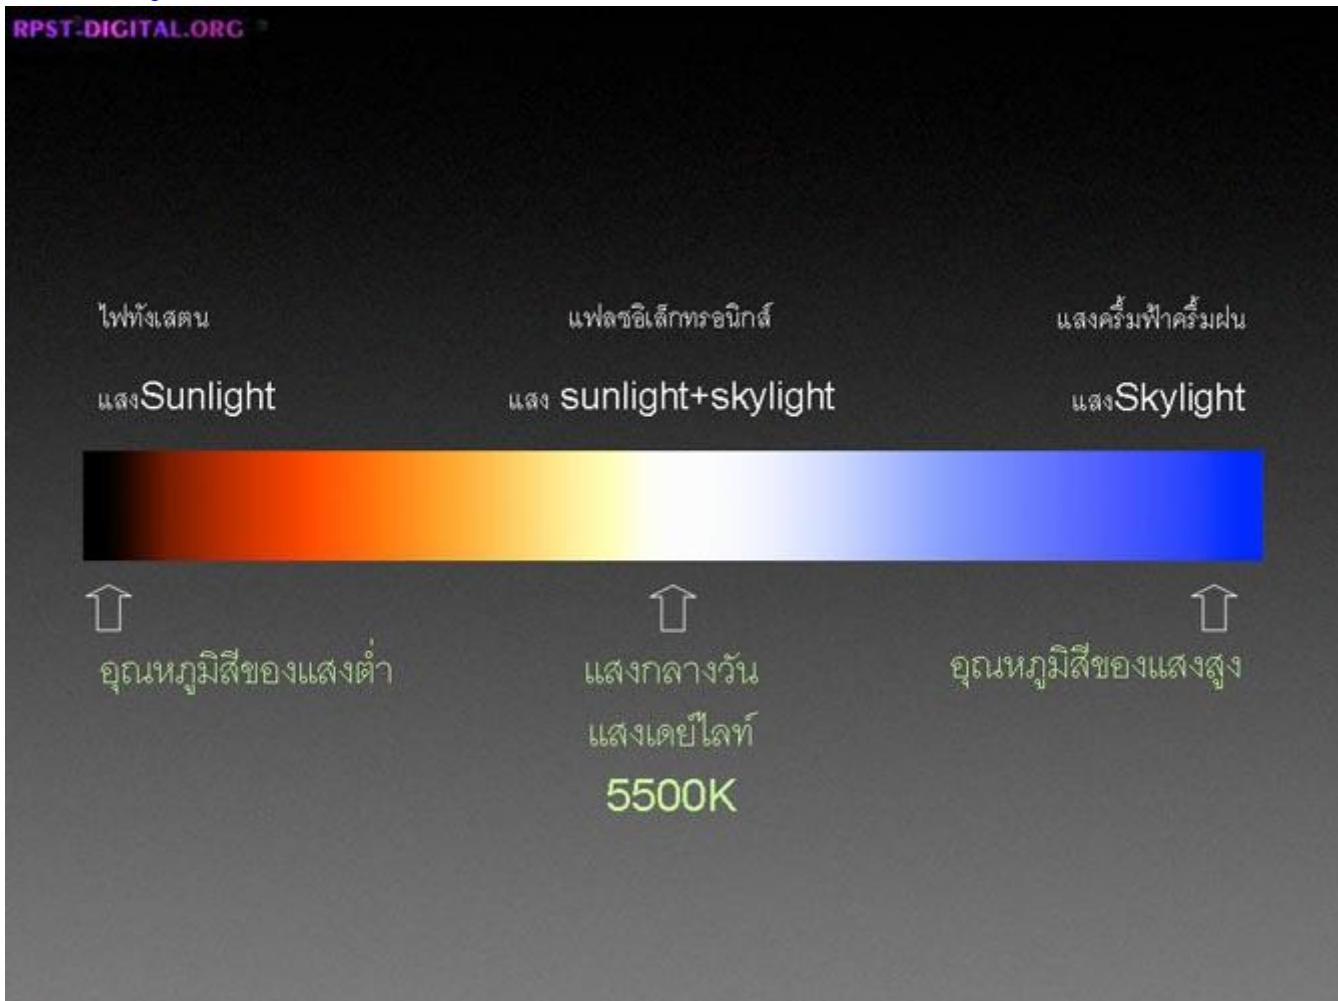 RPST-DIGITAL.ORG
ไฟทังเสตน
แฟลชอิเล็กทรอนิกส์
แสงครึ้มฟ้าครึ้มฝน
แสงSunlight
แสง sunlight+skylight
แสงSkylight
อุณหภูมิสีของแสงต่ำ
แสงกลางวัน
อุณหภูมิสีของแสงสูง
แสงเดย์ไลท์
5500K